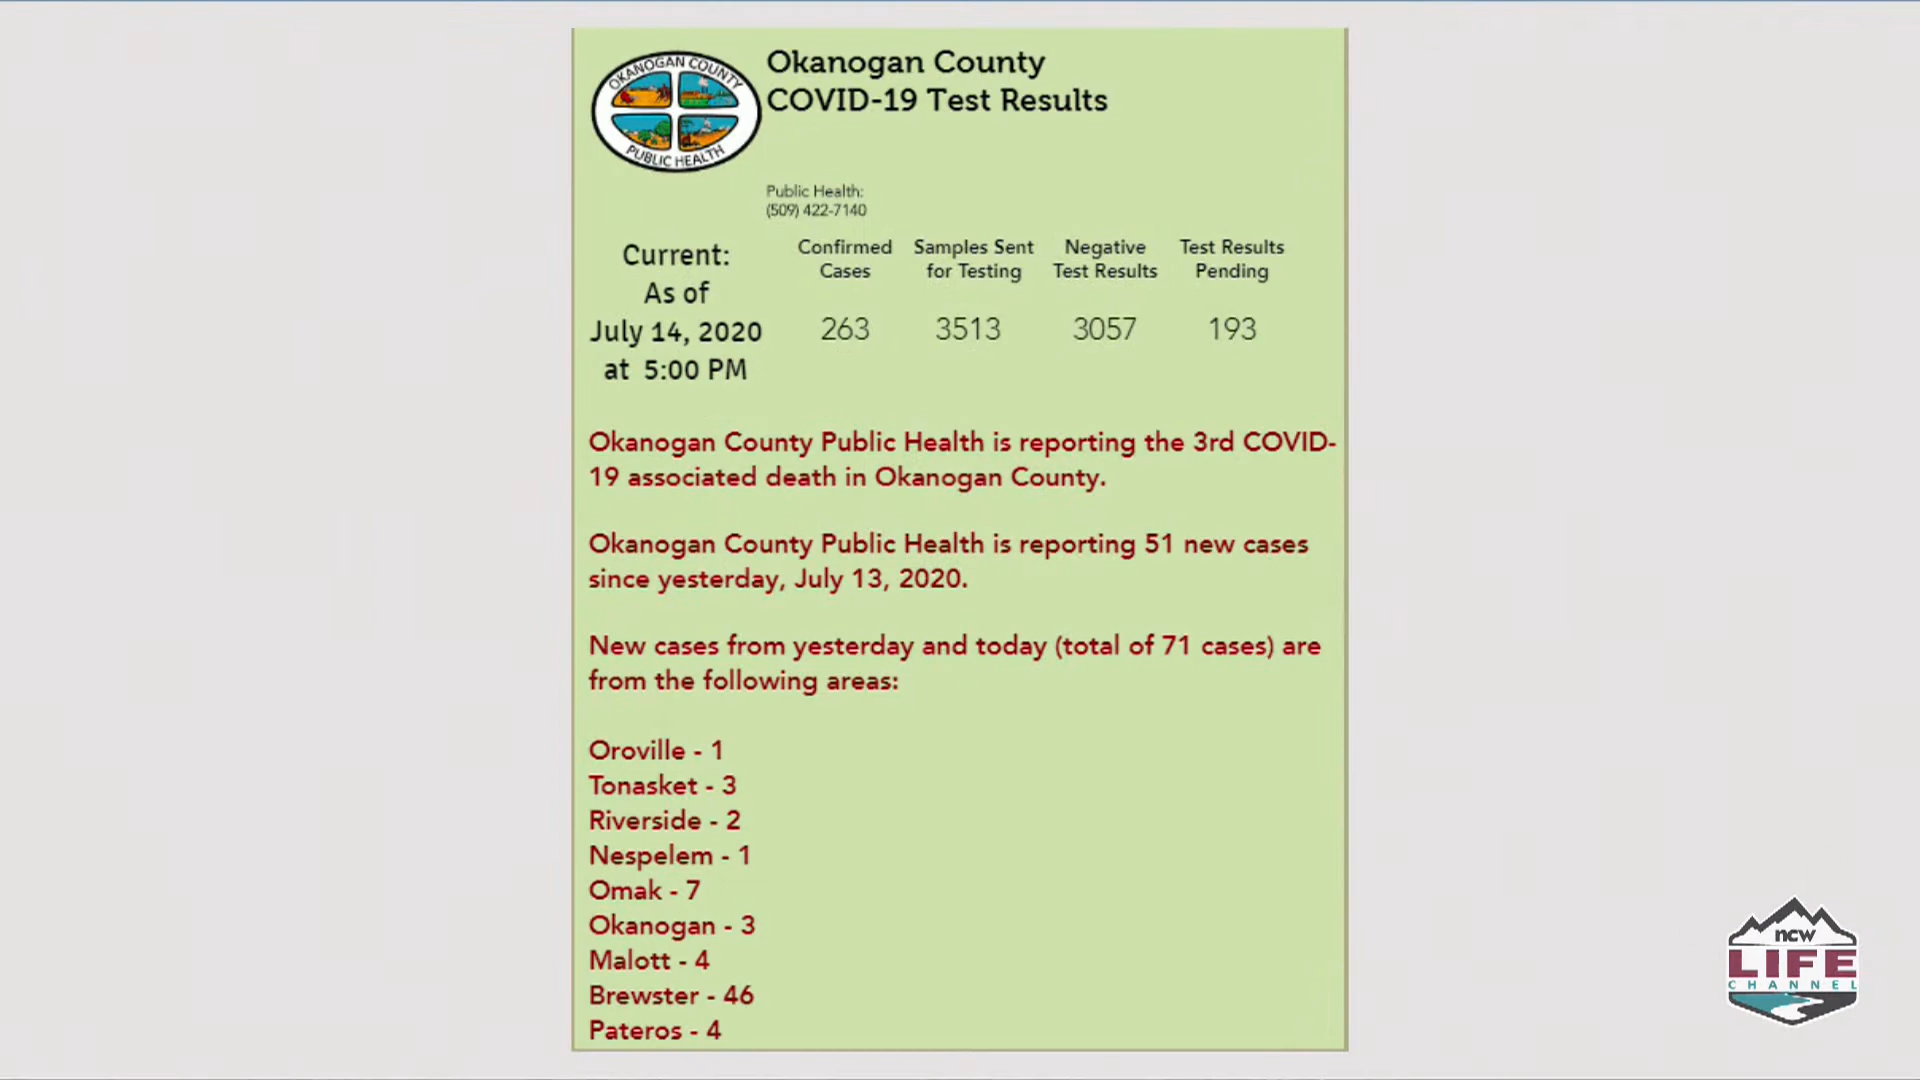 OKANOGAN COUNTY
PUBLIC HEALTH
Okanogan County
COVID-19 Test Results
Public Health:
(509) 422-7140
Current:
As of
July 14, 2020
at 5:00 PM
Confirmed Cases
Samples Sent for Testing
Negative Test Results
Test Results Pending
263 3513 3057 193
Okanogan County Public Health is reporting the 3rd COVID-
19 associated death in Okanogan County.
Okanogan County Public Health is reporting 51 new cases
since yesterday, July 13, 2020.
New cases from yesterday and today (total of 71 cases) are
from the following areas:
Oroville - 1
Tonasket - 3
Riverside - 2
Nespelem - 1
Omak - 7
Okanogan - 3
Malott - 4
Brewster - 46
Pateros - 4
ncw
LIFE
CHANNEL